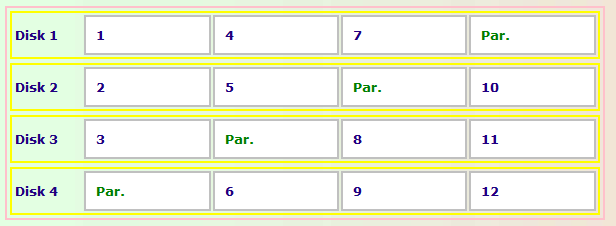 Disk 1 1 4 7 Par.
Disk 2 2 5 Par. 10
Disk 3 3 Par. 8 11
Disk 4 Par. 6 9 12